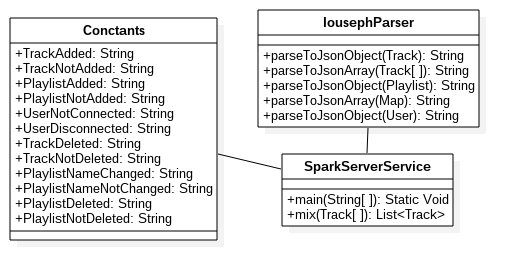 Conctants
+TrackAdded: String
+TrackNotAdded: String
+PlaylistAdded: String
+PlaylistNotAdded: String
+UserNotConnected: String
+UserDisconnected: String
+TrackDeleted: String
+TrackNotDeleted: String
+PlaylistNameChanged: String
+PlaylistNameNotChanged: String
+PlaylistDeleted: String
+PlaylistNotDeleted: String
IousephParser
+parseToJsonObject(Track): String
+parseToJsonArray(Track[ ]): String
+parseToJsonObject(Playlist): String
+parseToJsonArray(Map): String
+parseToJsonObject(User): String
SparkServerService
+main(String[ ]): Static Void
+mix(Track[ ]): List<Track>